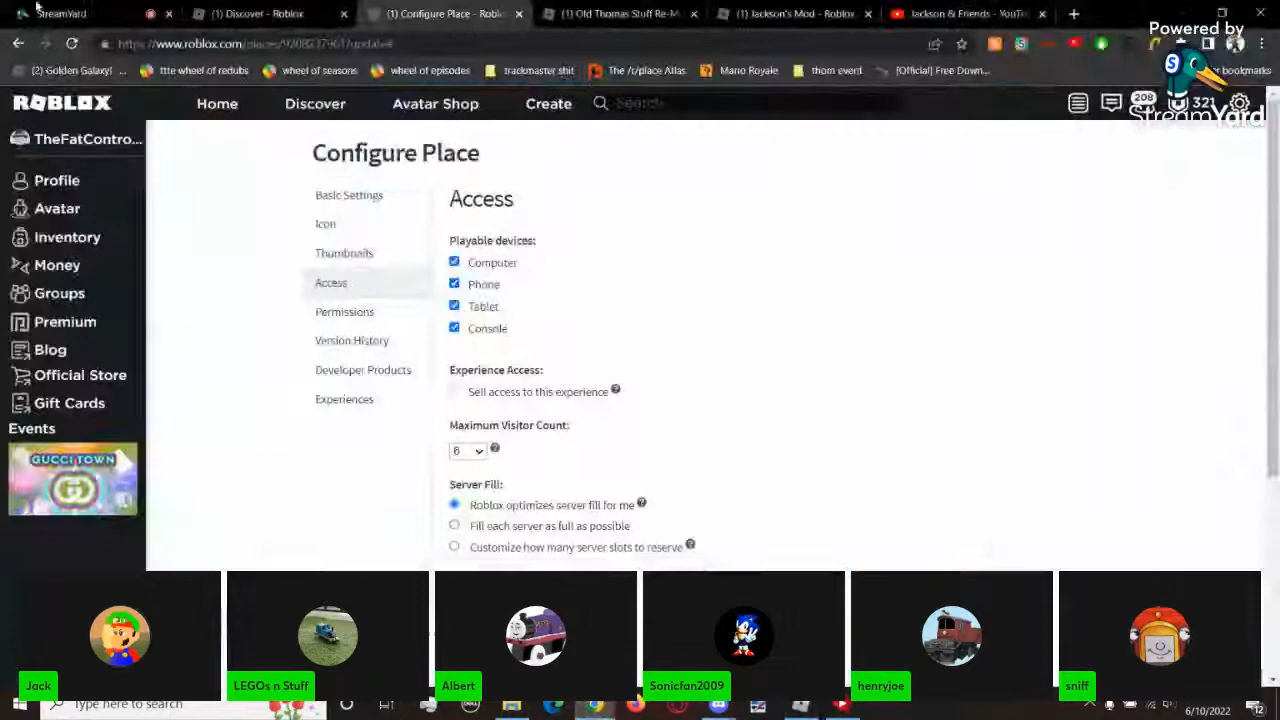 StreamYard
(1) Discover - Roblox
(1) Configure Place - Roblo
(1) Old Thomas Stuff Re-M
(1) Jackson's Mod - Roblox
Jackson & Friends - YouT
Powered by
StreamYard
(2) Golden Galaxy!
ttte wheel of redubs
wheel of seasons
wheel of episode
trackmaster shit
The /r/place Atlas
Mario Royale
thom event
[Official] Free Down...
r bookmarks
ROBLOX
Home
Discover
Avatar Shop
Create
Search
208
321
TheFatContro...
Profile
Avatar
Inventory
Money
Groups
Premium
Blog
Official Store
Gift Cards
Events
GUCCI TOWN
Configure Place
Basic Settings
Icon
Thumbnails
Access
Permissions
Version History
Developer Products
Experiences
Access
Playable devices:
Computer
Phone
Tablet
Console
Experience Access:
Sell access to this experience
Maximum Visitor Count:
6
Server Fill:
Roblox optimizes server fill for me
Fill each server as full as possible
Customize how many server slots to reserve
Jack
LEGOs n Stuff
Albert
Sonicfan2009
henryjoe
sniff
Type here to search
6/10/2022
12